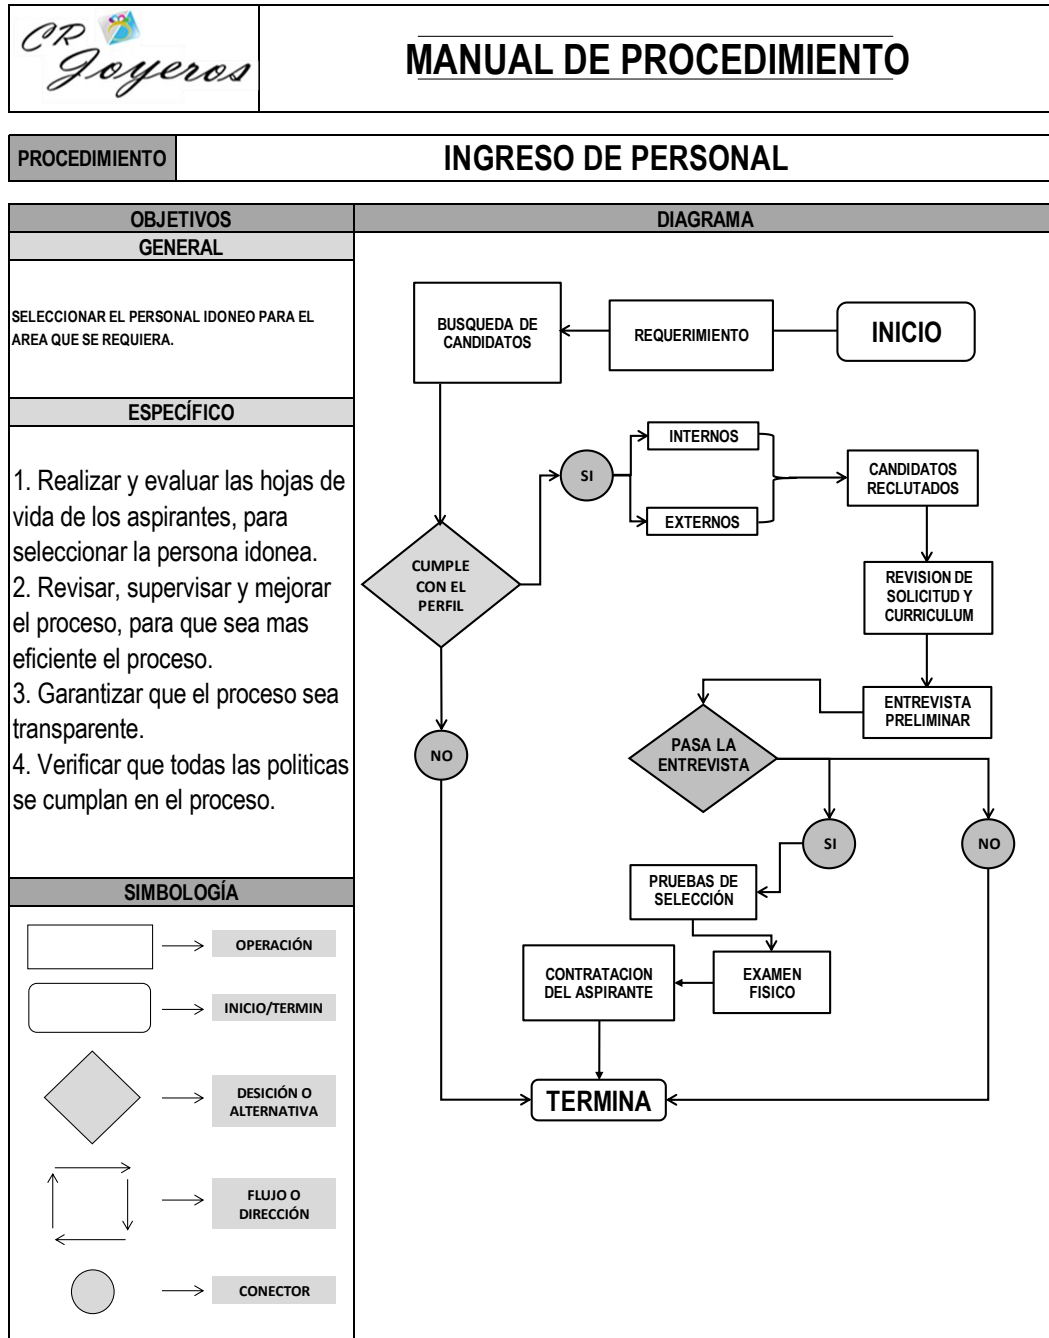 CR
Joyeros
MANUAL DE PROCEDIMIENTO
PROCEDIMIENTO
INGRESO DE PERSONAL
OBJETIVOS
GENERAL
SELECCIONAR EL PERSONAL IDONEO PARA EL
AREA QUE SE REQUIERA.
ESPECÍFICO
1. Realizar y evaluar las hojas de
vida de los aspirantes, para
seleccionar la persona idonea.
2. Revisar, supervisar y mejorar
el proceso, para que sea mas
eficiente el proceso.
3. Garantizar que el proceso sea
transparente.
4. Verificar que todas las politicas
se cumplan en el proceso.
SIMBOLOGÍA
OPERACIÓN
INICIO/TERMIN
DESICIÓN O
ALTERNATIVA
FLUJO O
DIRECCIÓN
CONECTOR
DIAGRAMA
INICIO
REQUERIMIENTO
BUSQUEDA DE
CANDIDATOS
CUMPLE
CON EL
PERFIL
SI
INTERNOS
EXTERNOS
CANDIDATOS
RECLUTADOS
REVISION DE
SOLICITUD Y
CURRICULUM
ENTREVISTA
PRELIMINAR
NO
PASA LA
ENTREVISTA
SI
NO
PRUEBAS DE
SELECCIÓN
EXAMEN
FISICO
CONTRATACION
DEL ASPIRANTE
TERMINA